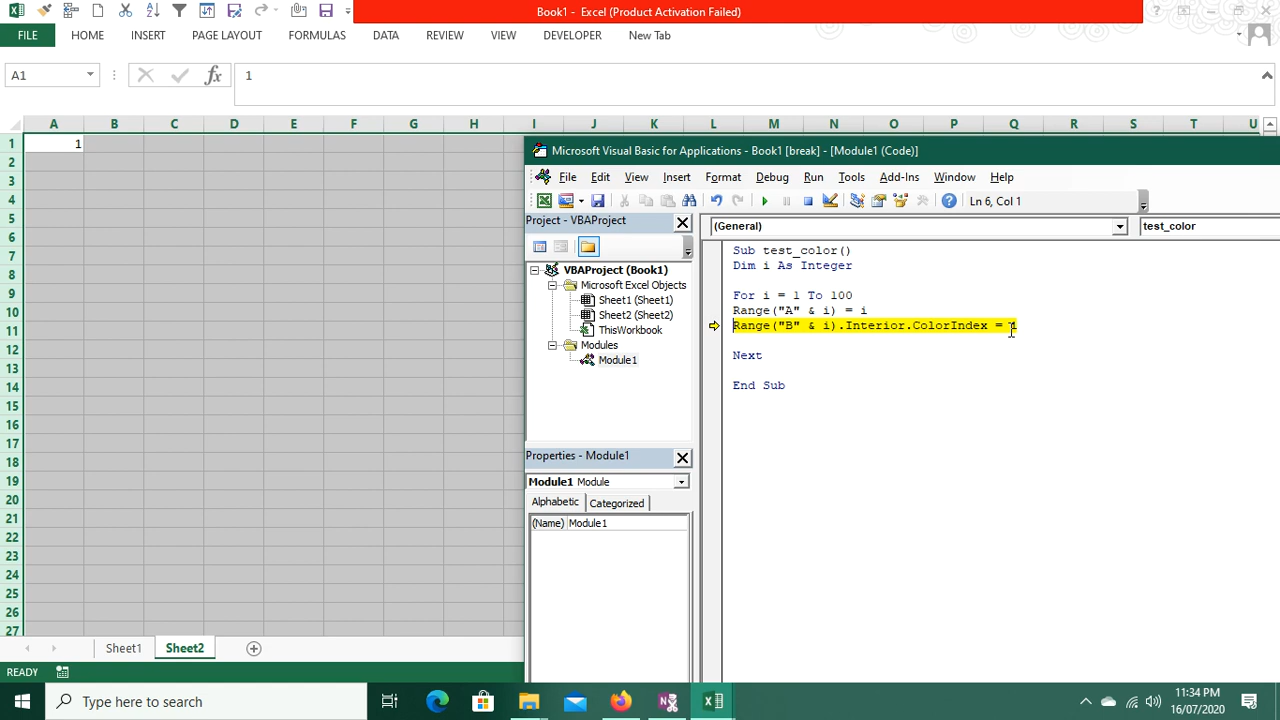 Book1 - Excel (Product Activation Failed)
FILE HOME INSERT PAGE LAYOUT FORMULAS DATA REVIEW VIEW DEVELOPER New Tab
A1 fx 1
A B C D E F G H I J K L M N O P Q R S T U
1 1
2
3
4
5
6
7
8
9
10
11
12
13
14
15
16
17
18
19
20
21
22
23
24
25
26
27
Microsoft Visual Basic for Applications - Book1 [break] - [Module1 (Code)]
File Edit View Insert Format Debug Run Tools Add-Ins Window Help
Ln 6, Col 1
Project - VBAProject
VBAProject (Book1)
Microsoft Excel Objects
Sheet1 (Sheet1)
Sheet2 (Sheet2)
ThisWorkbook
Modules
Module1
Properties - Module1
Module1 Module
Alphabetic Categorized
(Name) Module1
(General) test_color
Sub test_color()
Dim i As Integer
For i = 1 To 100
Range("A" & i) = i
Range("B" & i).Interior.ColorIndex = i
Next
End Sub
Sheet1 Sheet2
READY
Type here to search
11:34 PM
16/07/2020